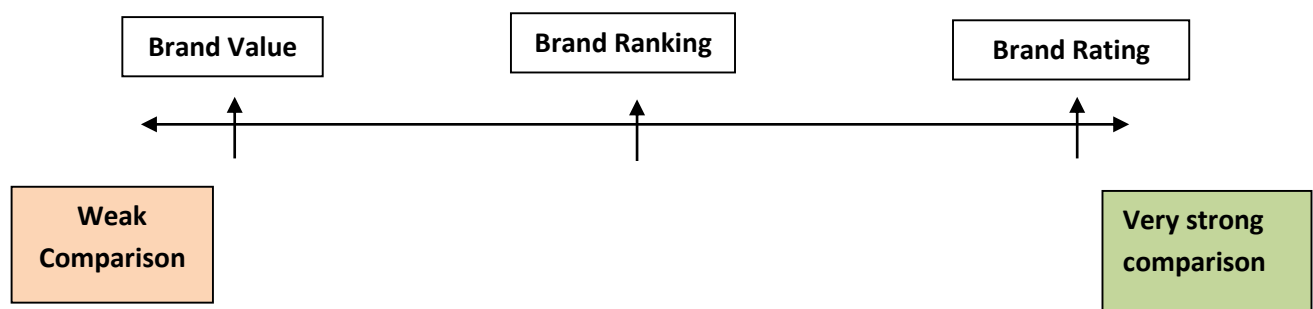 Brand Value
Brand Ranking
Brand Rating
Weak
Comparison
Very strong
comparison